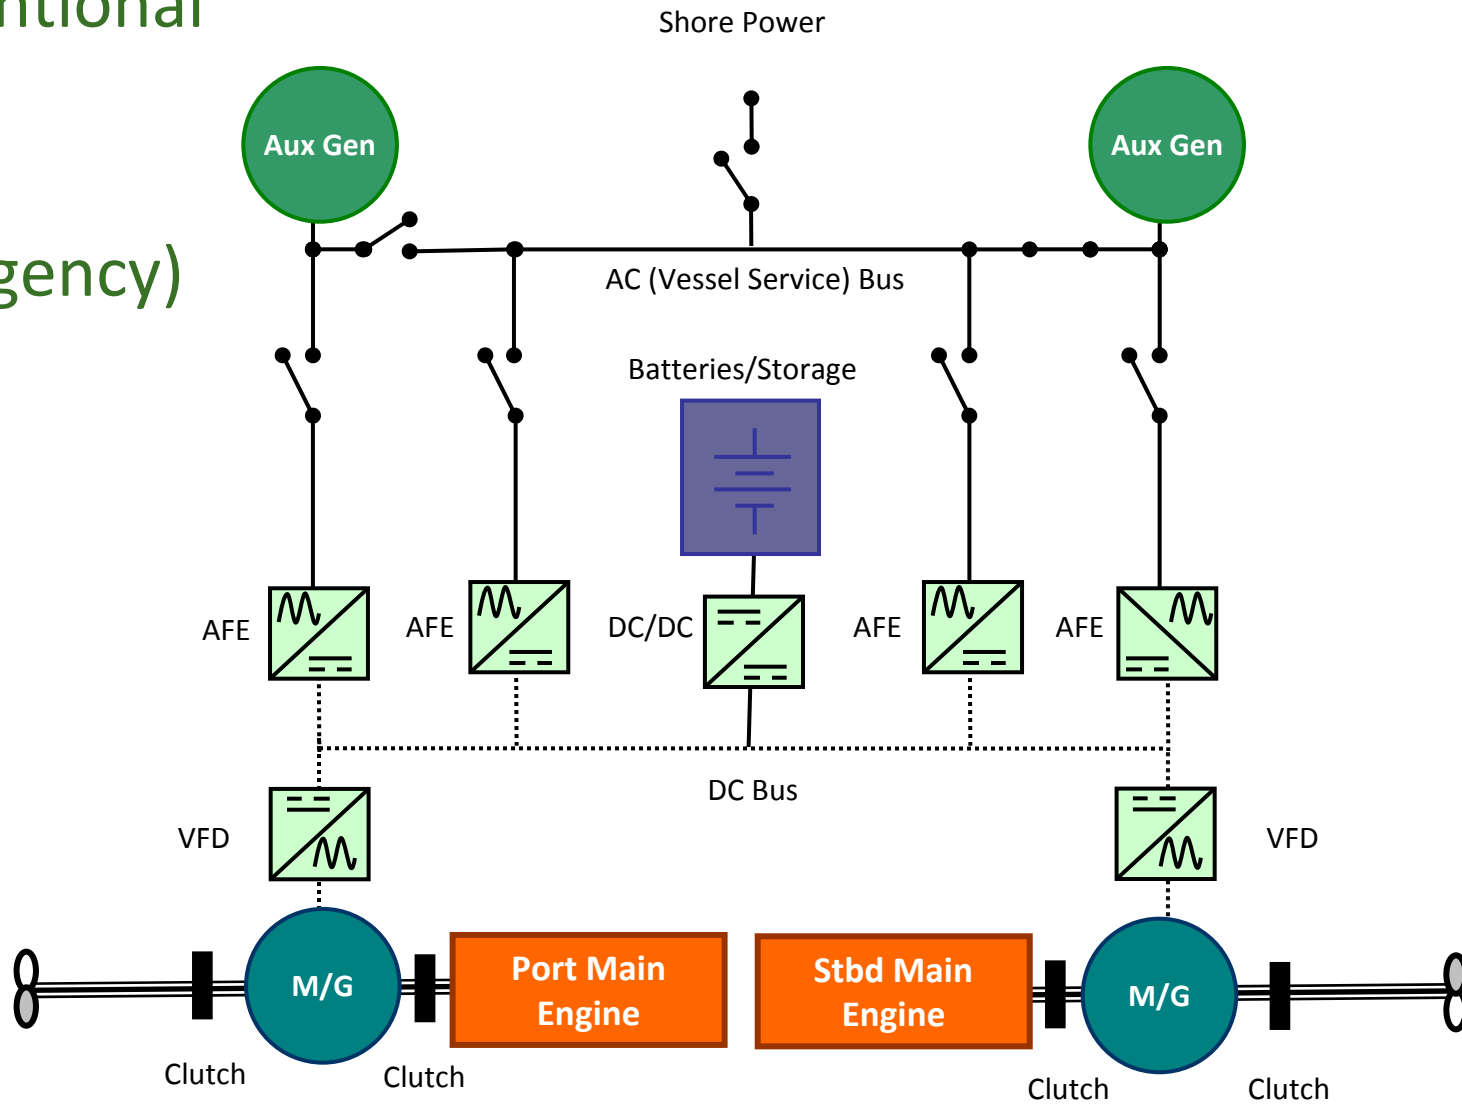 ntional
Shore Power
Aux Gen
Aux Gen
gency)
AC (Vessel Service) Bus
Batteries/Storage
AFE
AFE
DC/DC
AFE
AFE
DC Bus
VFD
VFD
M/G
Port Main
Engine
Stbd Main
Engine
M/G
Clutch
Clutch
Clutch
Clutch